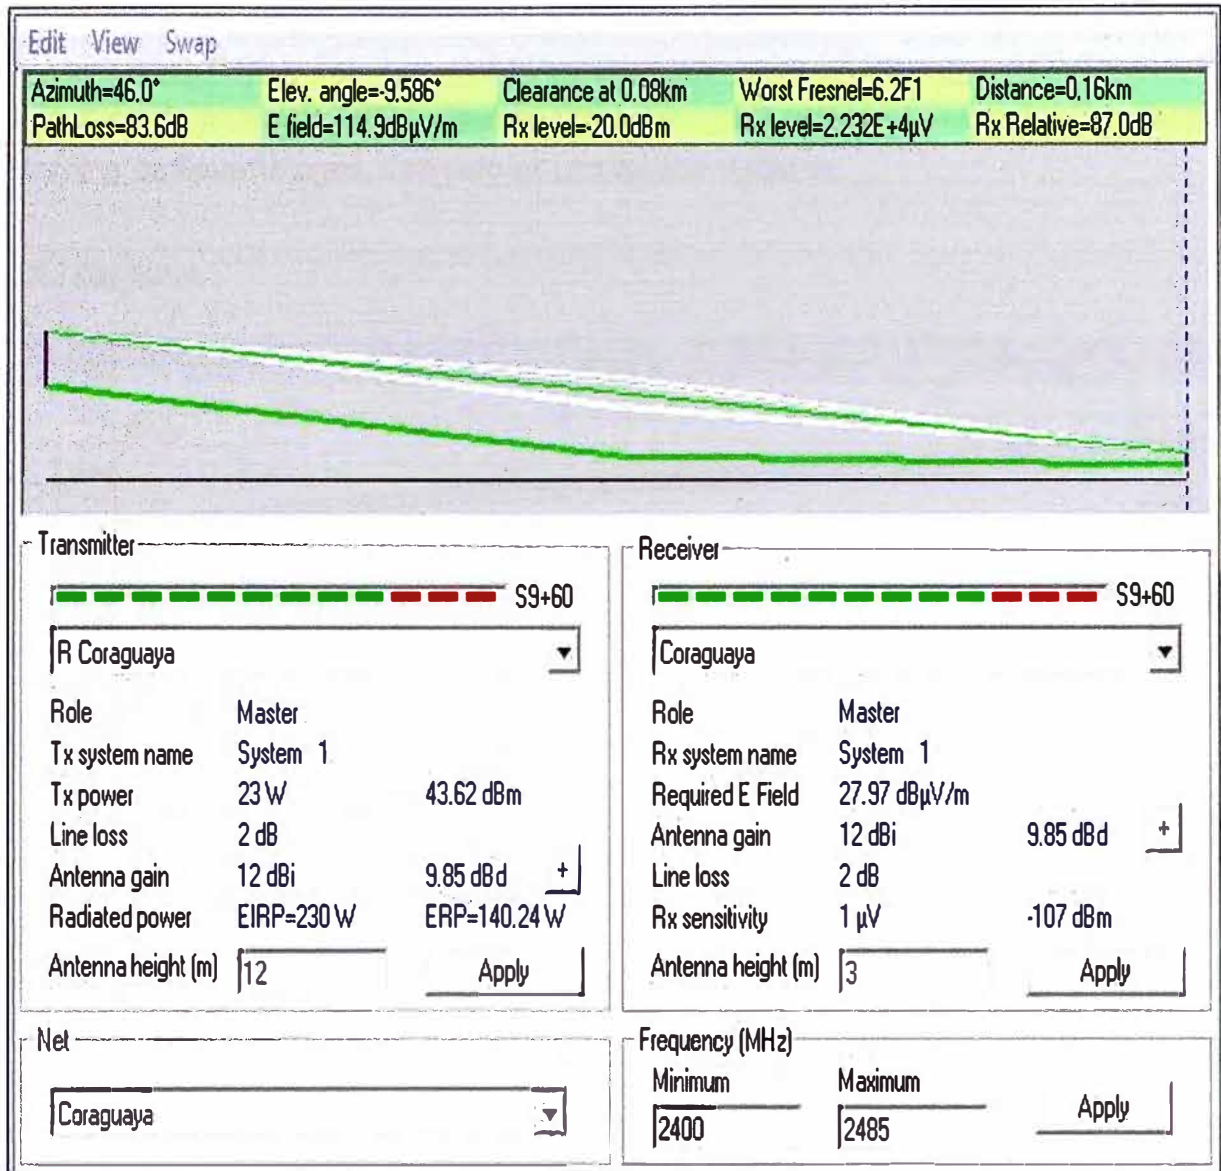 Edit View Swap
Azimuth=46.0° Elev. angle=-9.586° Clearance at 0.08km Worst Fresnel=6.2F1 Distance=0.16km
PathLoss=83.6dB E field=114.9dBµV/m Rx level=-20.0dBm Rx level=2.232E+4µV Rx Relative=87.0dB
Transmitter
S9+60
R Coraguaya
Role Master
Tx system name System 1
Tx power 23 W 43.62 dBm
Line loss 2 dB
Antenna gain 12 dBi 9.85 dBd +
Radiated power EIRP=230 W ERP=140.24 W
Antenna height (m) 12 Apply
Receiver
S9+60
Coraguaya
Role Master
Rx system name System 1
Required E Field 27.97 dBµV/m
Antenna gain 12 dBi 9.85 dBd +
Line loss 2 dB
Rx sensitivity 1 µV -107 dBm
Antenna height (m) 3 Apply
Net
Coraguaya
Frequency (MHz)
Minimum Maximum
2400 2485 Apply